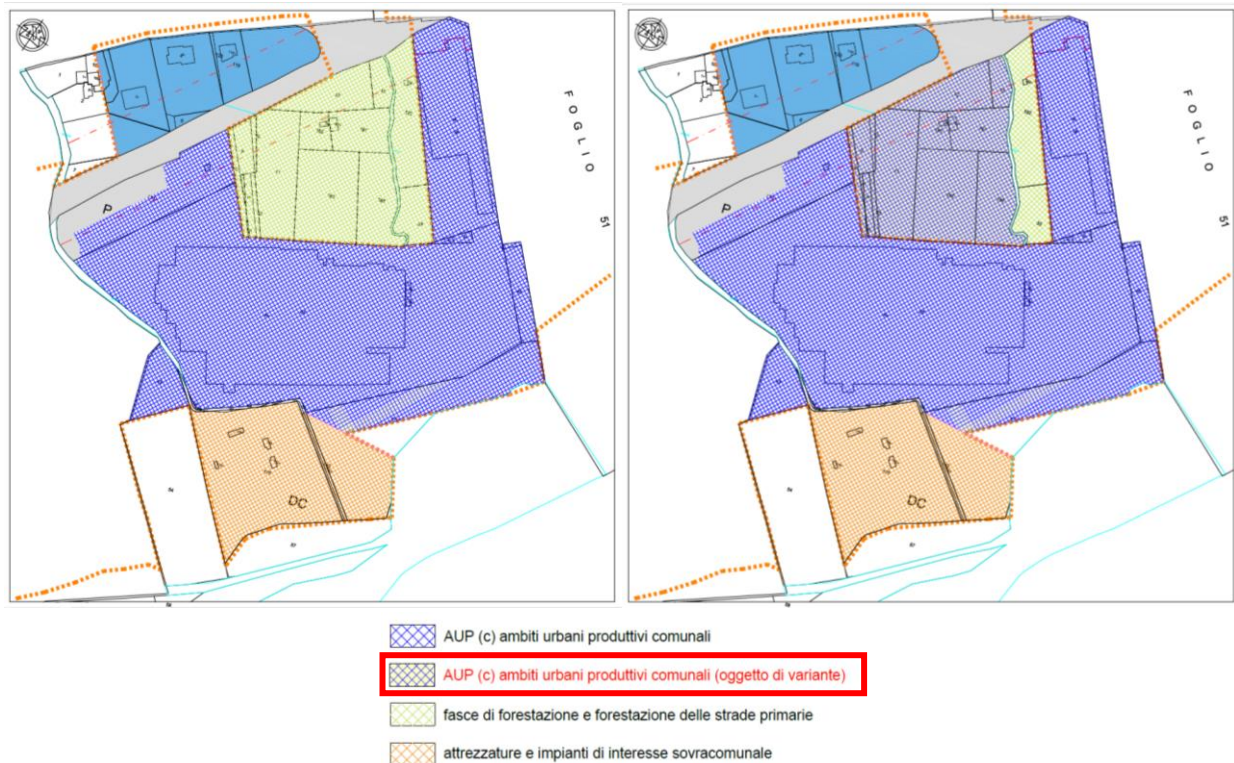 FOGLIO
51
P
DC
FOGLIO
51
P
DC
AUP (c) ambiti urbani produttivi comunali
AUP (c) ambiti urbani produttivi comunali (oggetto di variante)
fasce di forestazione e forestazione delle strade primarie
attrezzature e impianti di interesse sovracomunale